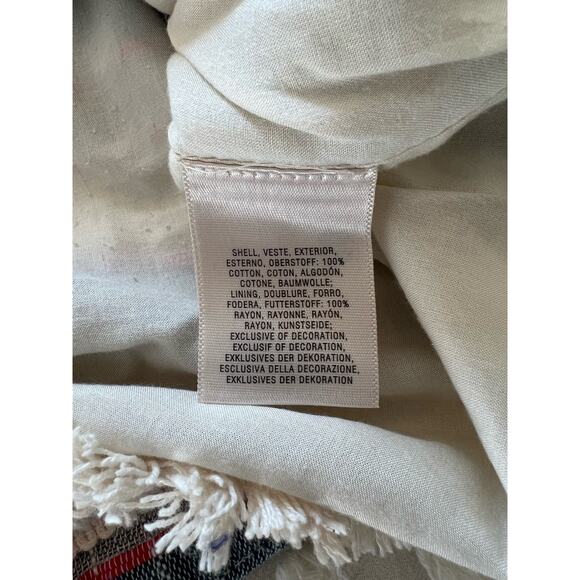 SHELL, VESTE, EXTERIOR,
ESTERNO, OBERSTOFF: 100%
COTTON, COTON, ALGODÓN,
COTONE, BAUMWOLLE;
LINING, DOUBLURE, FORRO,
FODERA, FUTTERSTOFF: 100%
RAYON, RAYONNE, RAYÓN,
RAYON, KUNSTSEIDE;
EXCLUSIVE OF DECORATION,
EXCLUSIF OF DECORATION,
EXKLUSIVES DER DEKORATION,
ESCLUSIVA DELLA DECORAZIONE,
EXKLUSIVES DER DEKORATION